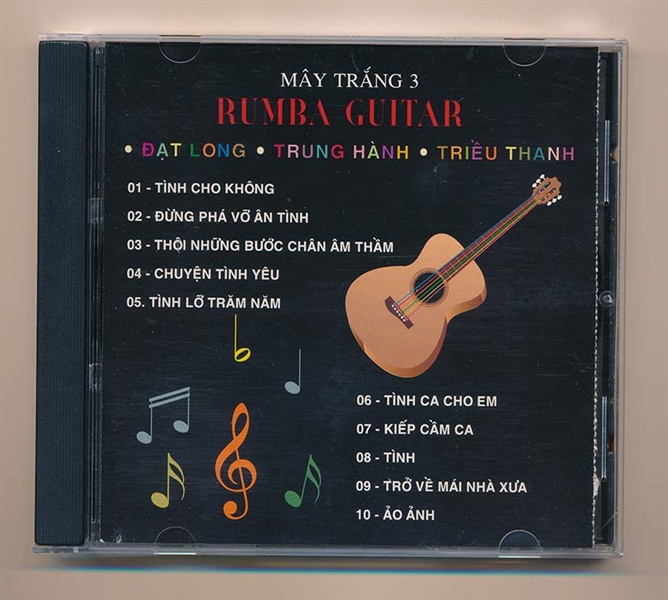 MÂY TRẮNG 3
RUMBA GUITAR
• ĐẠT LONG • TRUNG HÀNH • TRIỀU THANH
01 - TÌNH CHO KHÔNG
02 - ĐỪNG PHÁ VỠ ÂN TÌNH
03 - THÔI NHỮNG BƯỚC CHÂN ÂM THẦM
04 - CHUYỆN TÌNH YÊU
05. TÌNH LỠ TRĂM NĂM
06 - TÌNH CA CHO EM
07 - KIẾP CẦM CA
08 - TÌNH
09 - TRỞ VỀ MÁI NHÀ XƯA
10 - ẢO ẢNH